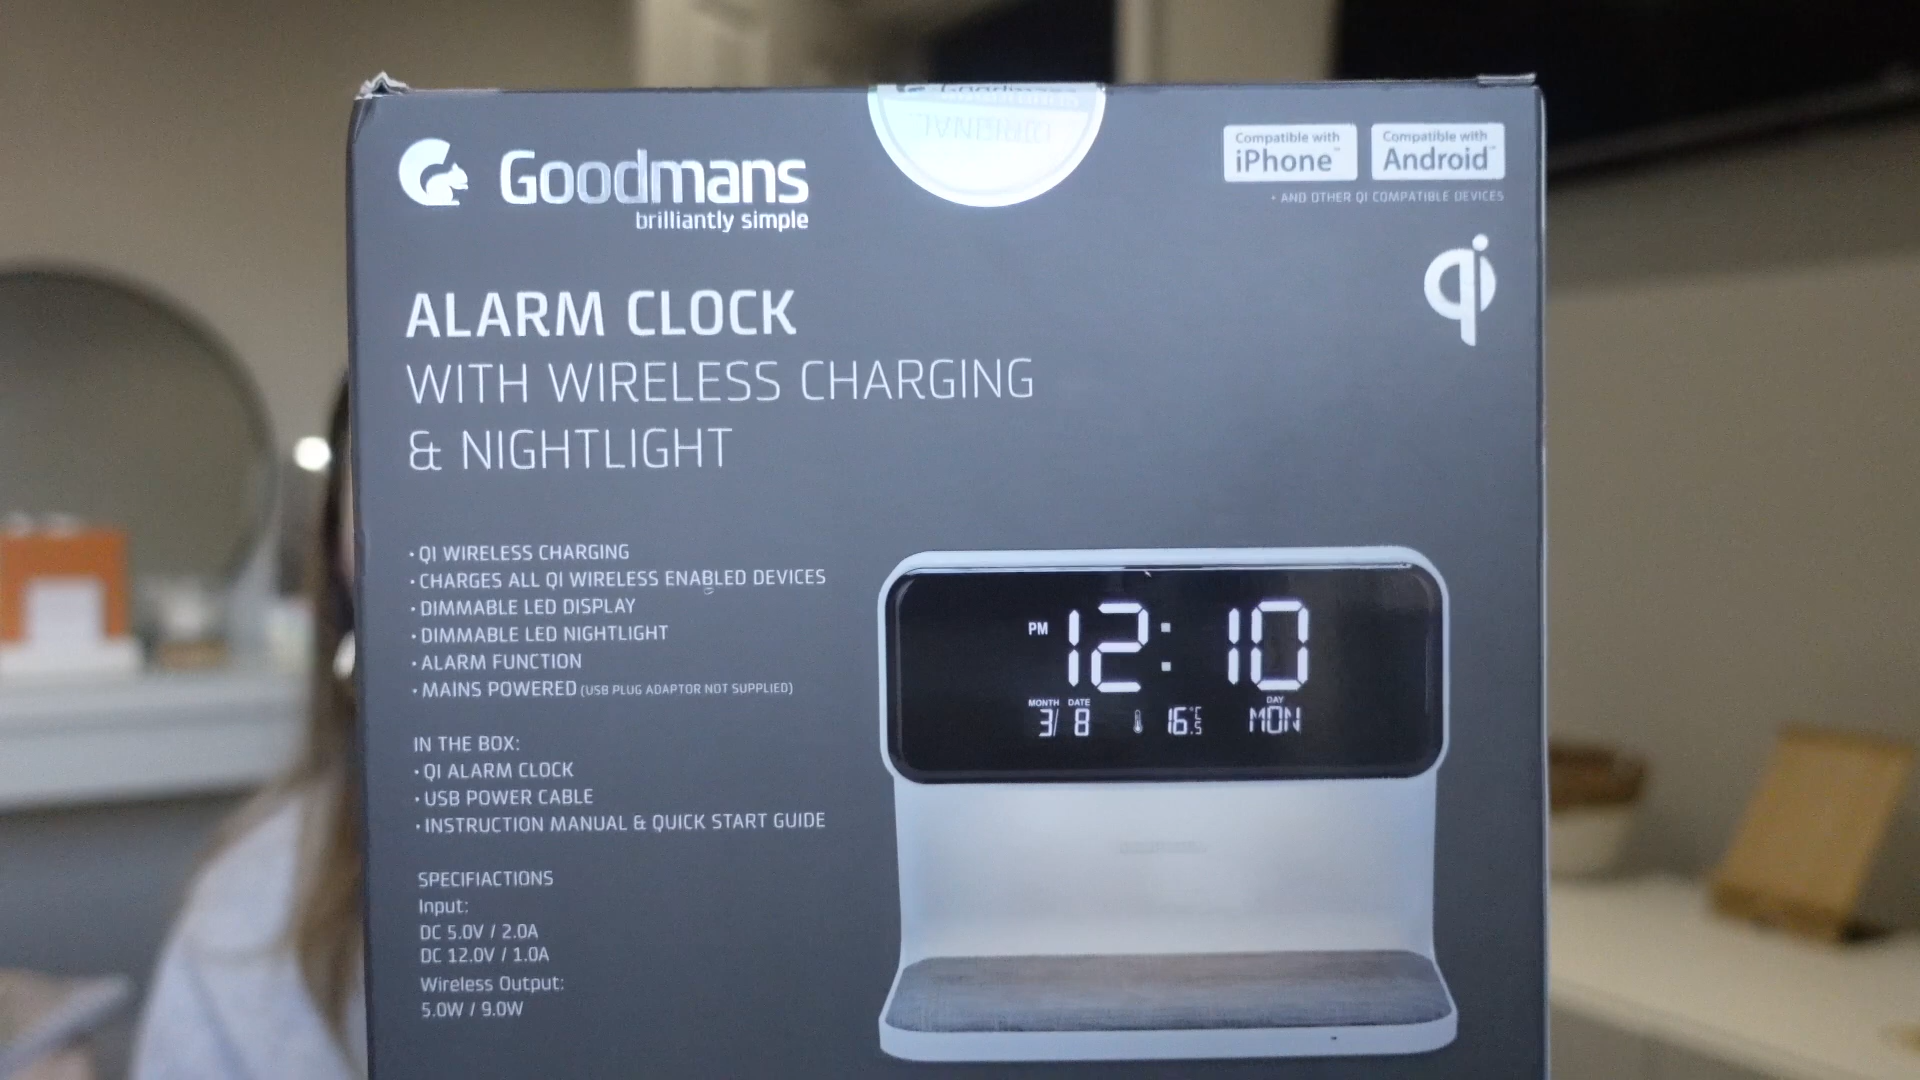 Goodmans
brilliantly simple
ORIGINAL
Compatible with
iPhone™
Compatible with
Android™
• AND OTHER QI COMPATIBLE DEVICES
qi
ALARM CLOCK
WITH WIRELESS CHARGING
& NIGHTLIGHT
• QI WIRELESS CHARGING
• CHARGES ALL QI WIRELESS ENABLED DEVICES
• DIMMABLE LED DISPLAY
• DIMMABLE LED NIGHTLIGHT
• ALARM FUNCTION
• MAINS POWERED (USB PLUG ADAPTOR NOT SUPPLIED)
IN THE BOX:
• QI ALARM CLOCK
• USB POWER CABLE
• INSTRUCTION MANUAL & QUICK START GUIDE
SPECIFIACTIONS
Input:
DC 5.0V / 2.0A
DC 12.0V / 1.0A
Wireless Output:
5.0W / 9.0W
PM 12:10
MONTH DATE DAY
3/ 8 16.5°C MON